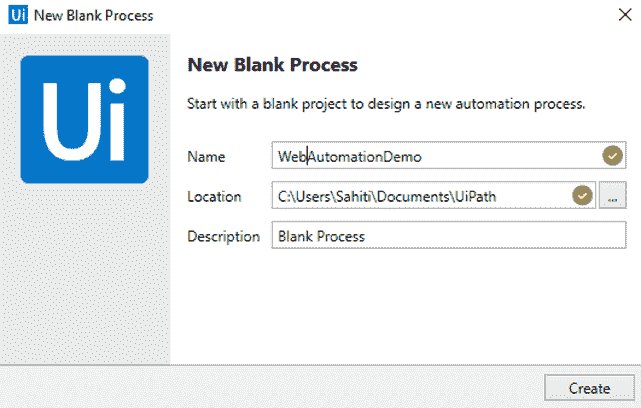 Ui New Blank Process
Ui
New Blank Process
Start with a blank project to design a new automation process.
Name WebAutomationDemo
Location C:\Users\Sahiti\Documents\UiPath ...
Description Blank Process
Create